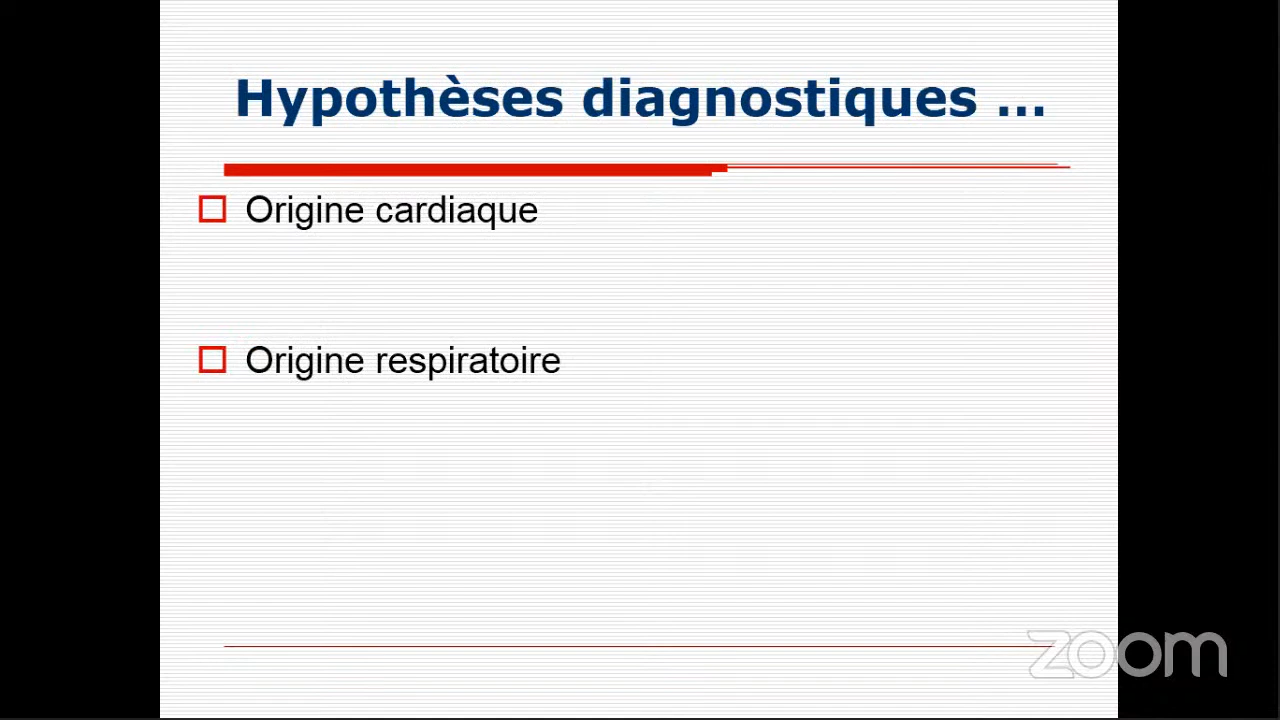 Hypothèses diagnostiques ...
Origine cardiaque
Origine respiratoire
zoom